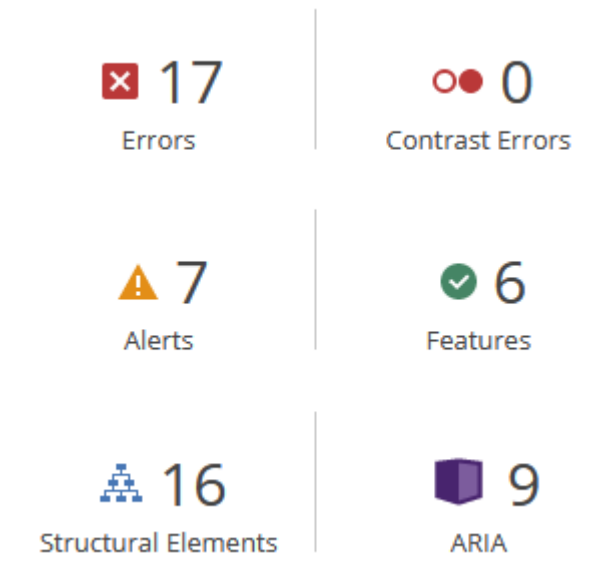 17 0
Errors Contrast Errors
7 6
Alerts Features
16 9
Structural Elements ARIA